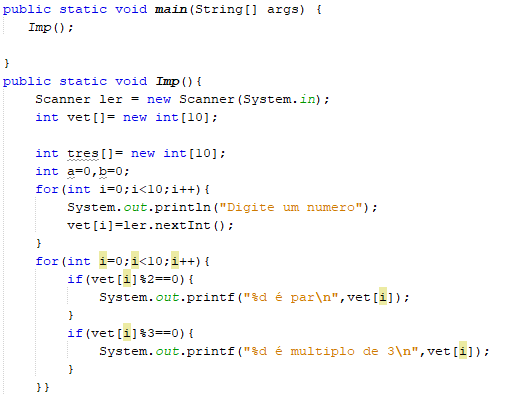 public static void main(String[] args) {
Imp();
}
public static void Imp(){
Scanner ler = new Scanner(System.in);
int vet[]= new int[10];
int tres[]= new int[10];
int a=0,b=0;
for(int i=0;i<10;i++){
System.out.println("Digite um numero");
vet[i]=ler.nextInt();
}
for(int i=0;i<10;i++){
if(vet[i]%2==0){
System.out.printf("%d é par\n",vet[i]);
}
if(vet[i]%3==0){
System.out.printf("%d é multiplo de 3\n",vet[i]);
}
}}